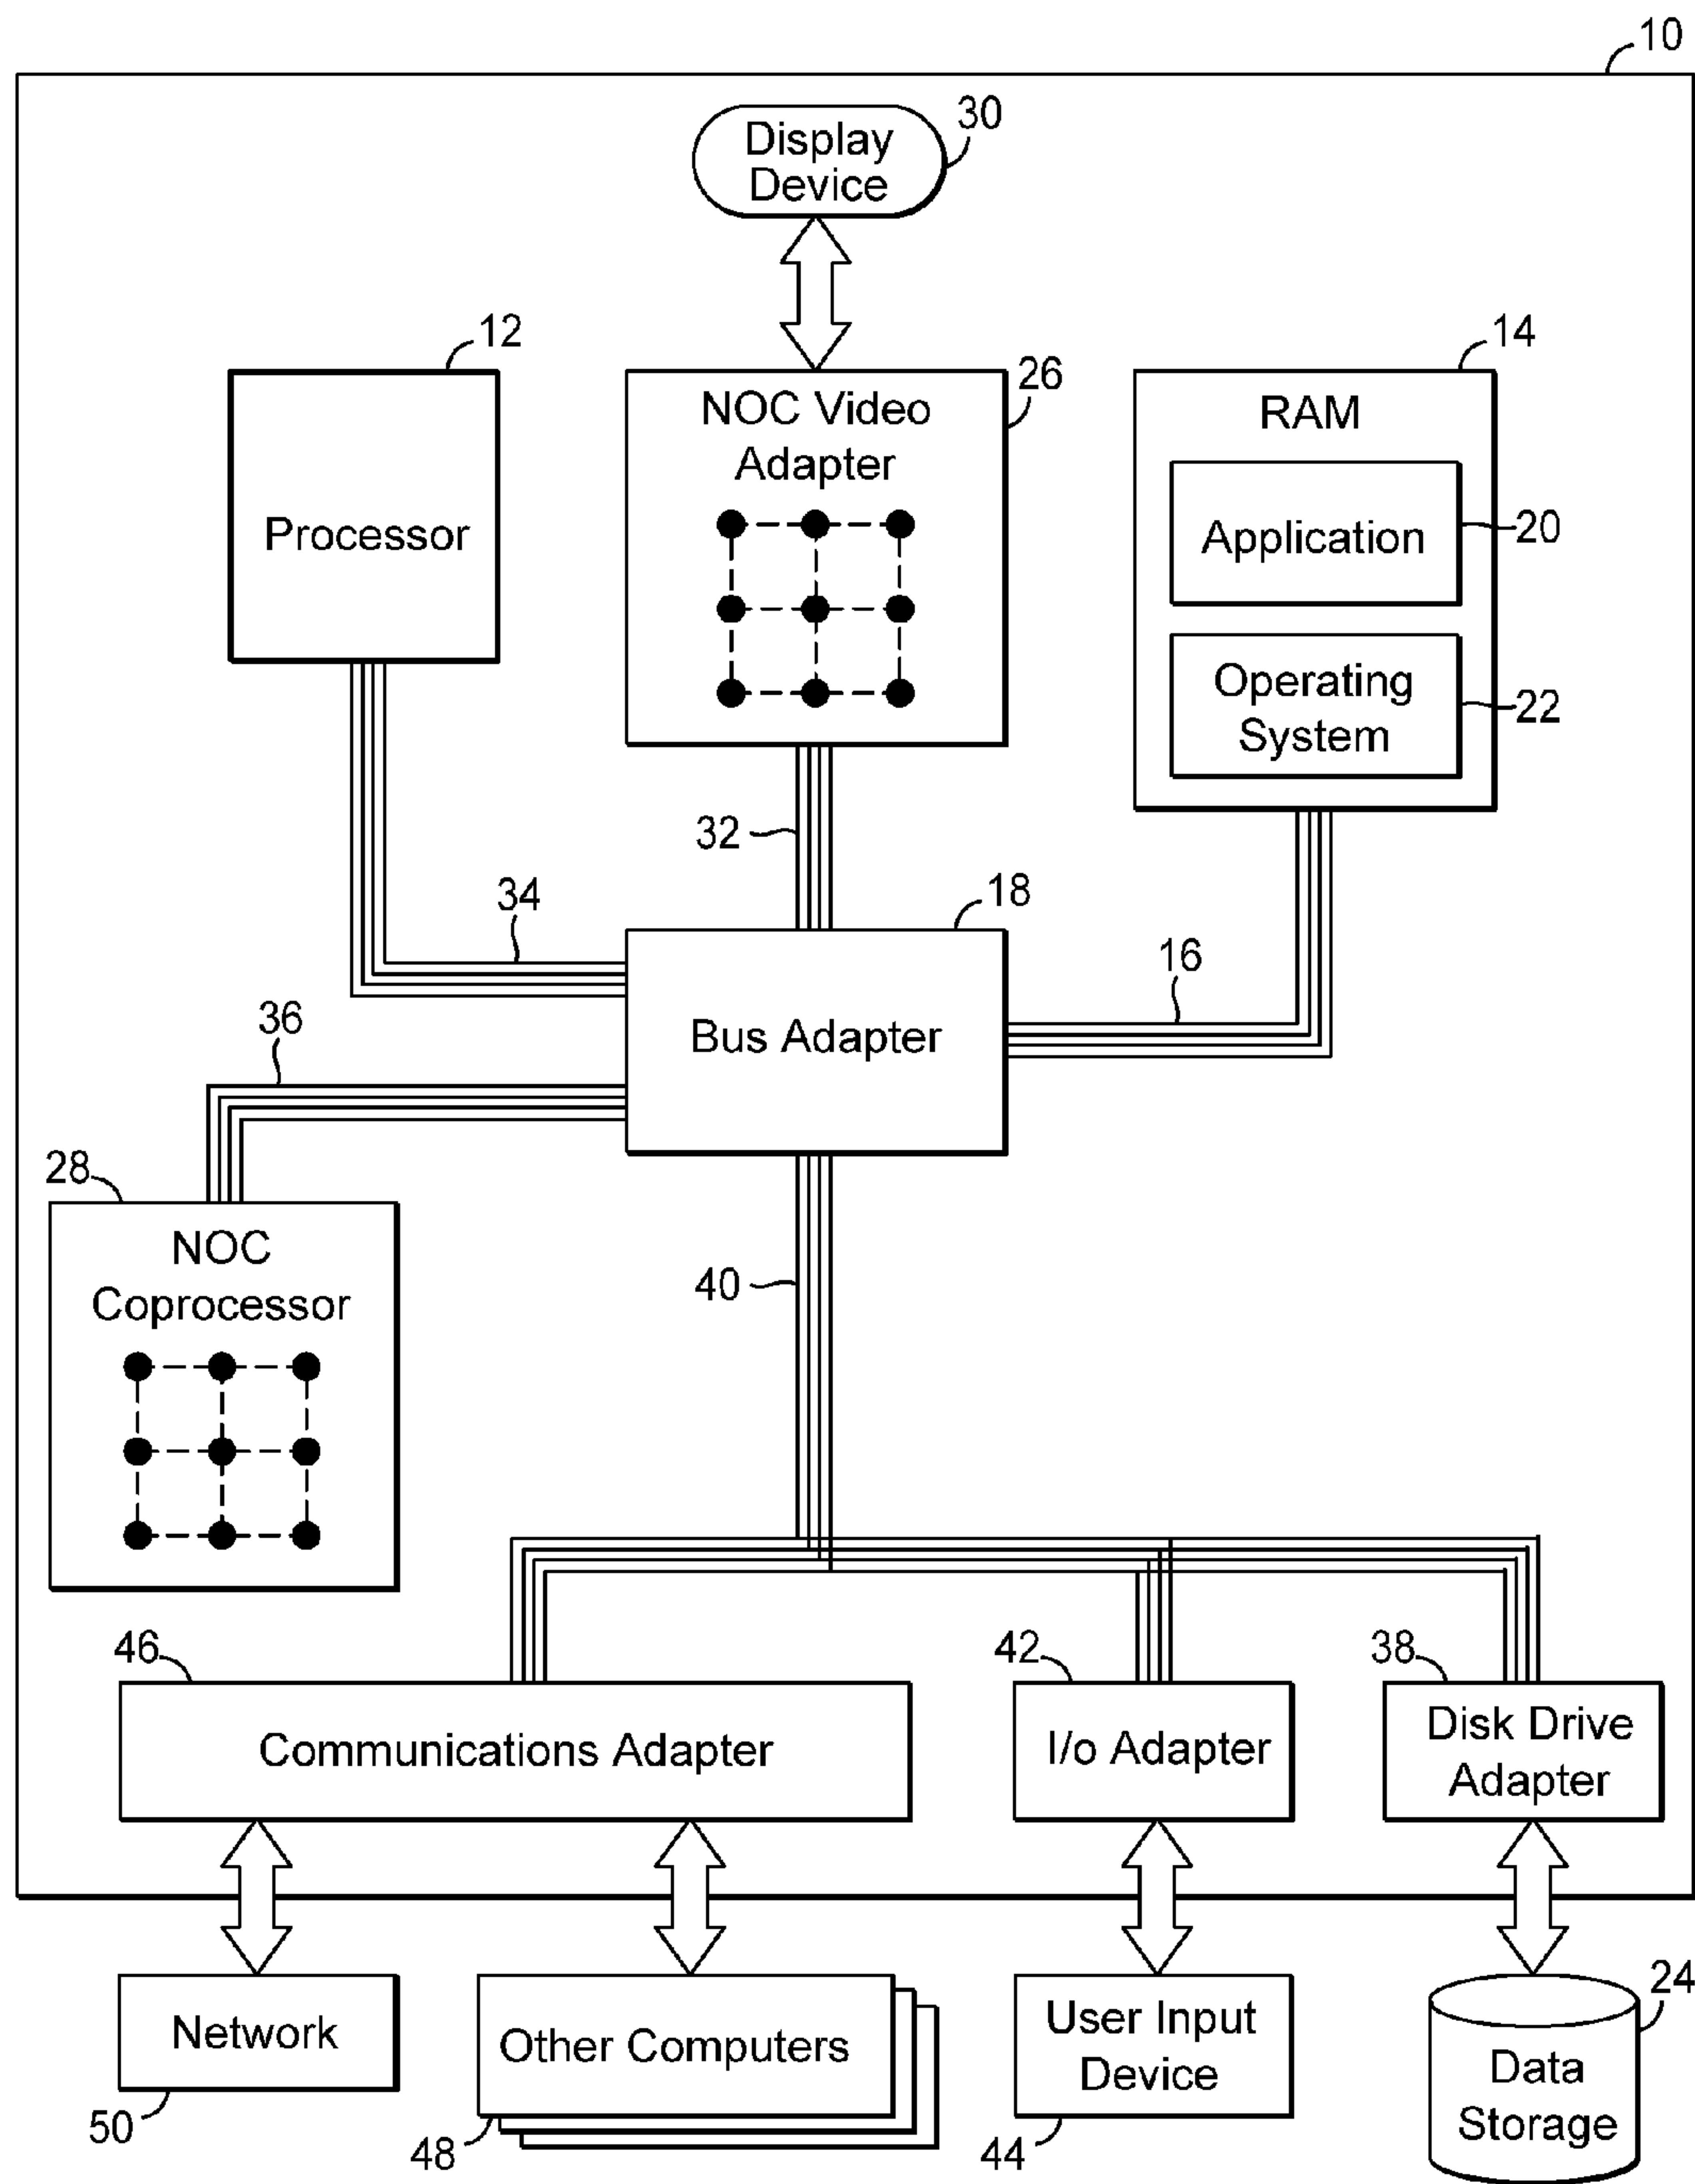 10
Display
Device
30
12
Processor
NOC Video
Adapter
26
14
RAM
Application
20
Operating
System
22
32
34
18
16
Bus Adapter
36
28
NOC
Coprocessor
40
46
Communications Adapter
42
I/o Adapter
38
Disk Drive
Adapter
Network
50
Other Computers
48
User Input
Device
44
24
Data
Storage